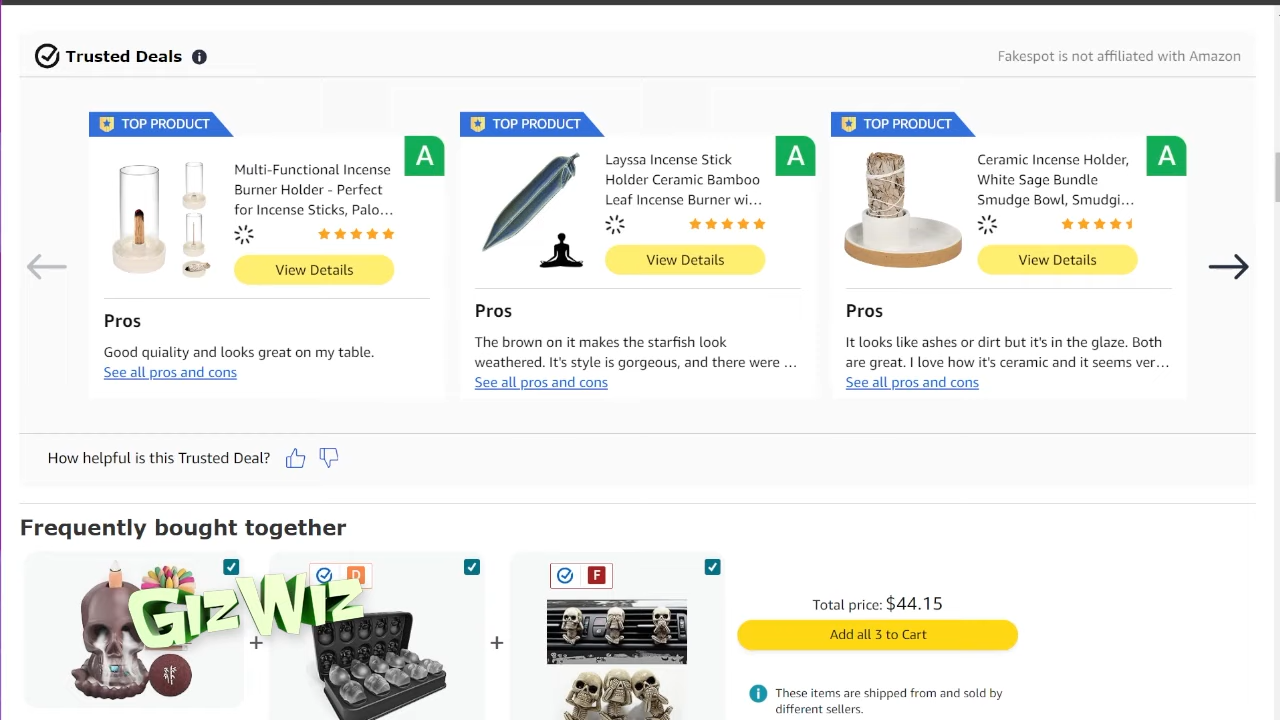 Trusted Deals
Fakespot is not affiliated with Amazon
TOP PRODUCT
A
Multi-Functional Incense
Burner Holder - Perfect
for Incense Sticks, Palo...
View Details
Pros
Good quiality and looks great on my table.
See all pros and cons
TOP PRODUCT
A
Layssa Incense Stick
Holder Ceramic Bamboo
Leaf Incense Burner wi...
View Details
Pros
The brown on it makes the starfish look
weathered. It's style is gorgeous, and there were ...
See all pros and cons
TOP PRODUCT
A
Ceramic Incense Holder,
White Sage Bundle
Smudge Bowl, Smudgi...
View Details
Pros
It looks like ashes or dirt but it's in the glaze. Both
are great. I love how it's ceramic and it seems ver...
See all pros and cons
How helpful is this Trusted Deal?
Frequently bought together
GizWiz
D
F
+
+
Total price: $44.15
Add all 3 to Cart
These items are shipped from and sold by
different sellers.